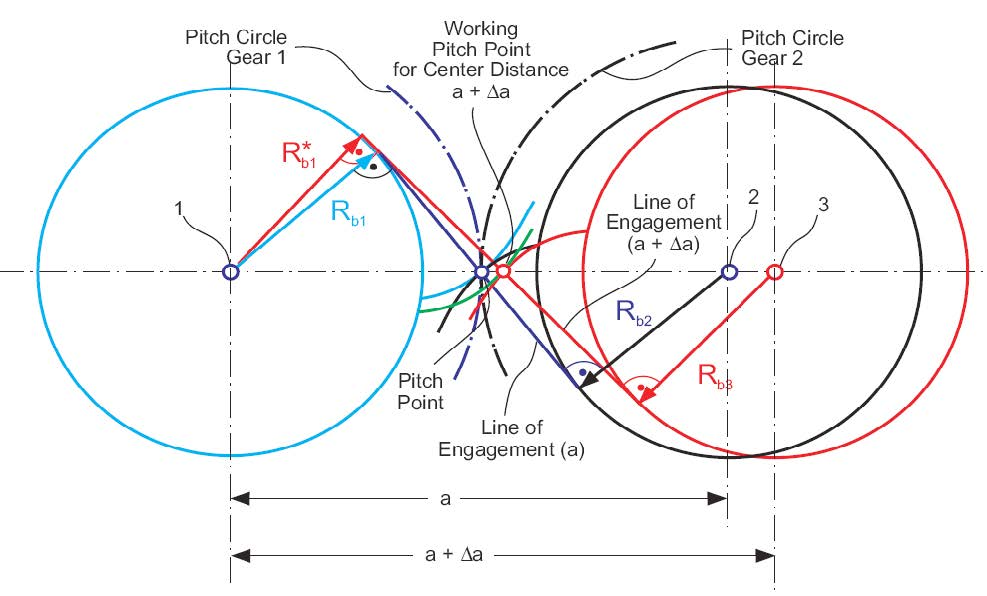 Pitch Circle
Gear 1
Working
Pitch Point
for Center Distance
a + Δa
Pitch Circle
Gear 2
R*b1
Rb1
1
Line of
Engagement
(a + Δa)
2
3
Rb2
Rb3
Pitch
Point
Line of
Engagement (a)
a
a + Δa